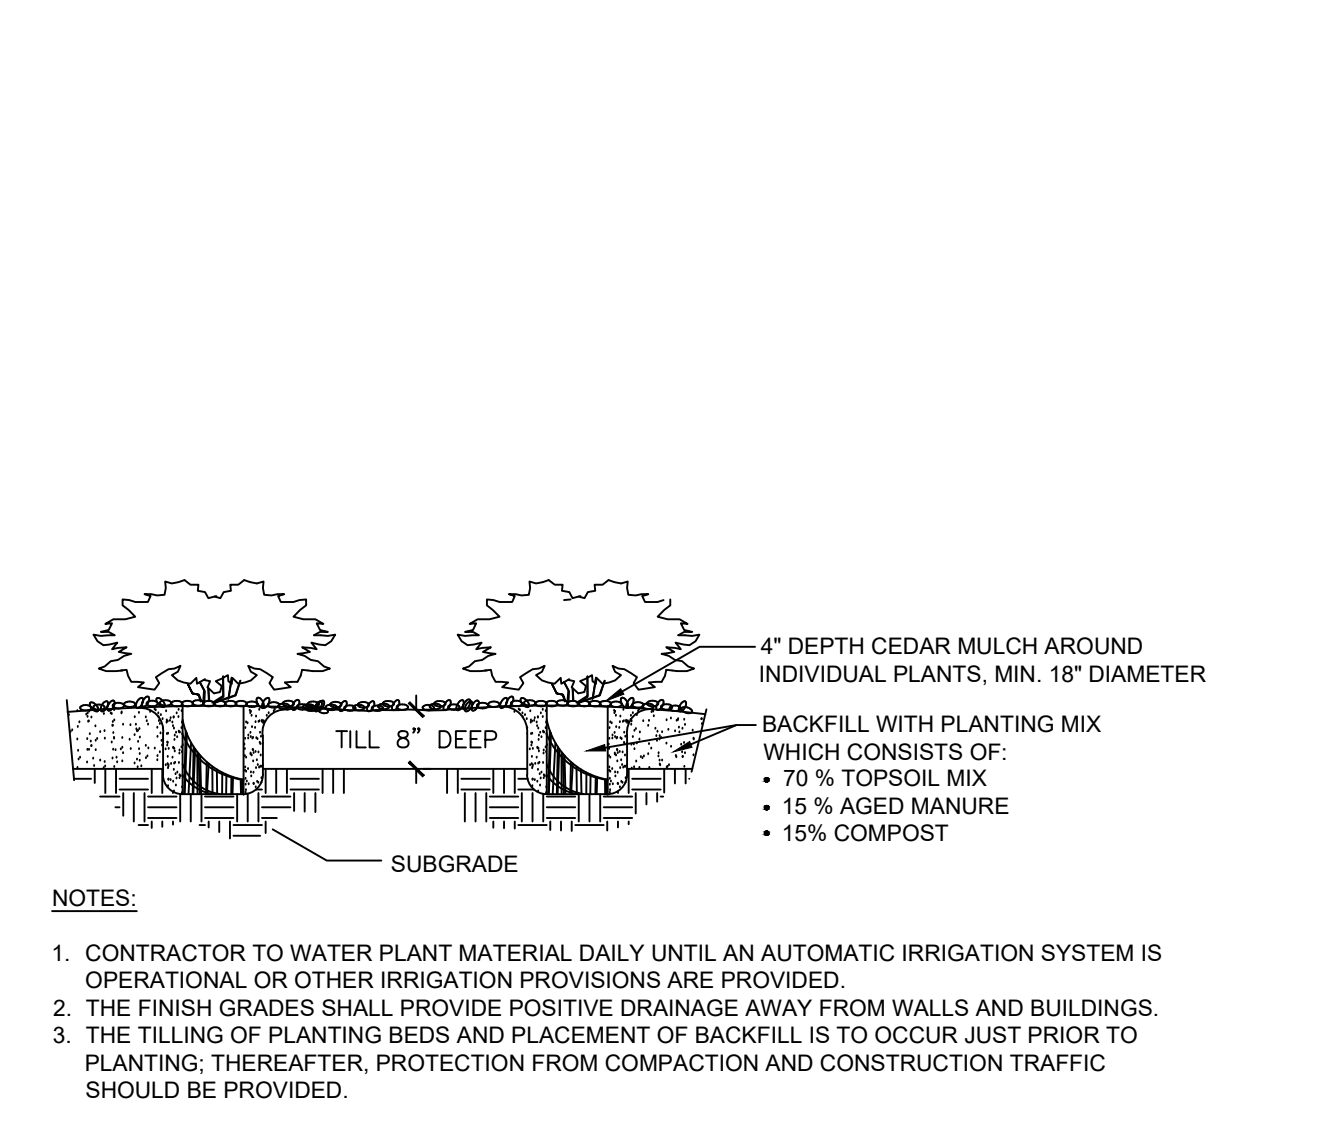 4" DEPTH CEDAR MULCH AROUND
INDIVIDUAL PLANTS, MIN. 18" DIAMETER
BACKFILL WITH PLANTING MIX
WHICH CONSISTS OF:
• 70 % TOPSOIL MIX
• 15 % AGED MANURE
• 15% COMPOST
TILL 8" DEEP
SUBGRADE
NOTES:
1. CONTRACTOR TO WATER PLANT MATERIAL DAILY UNTIL AN AUTOMATIC IRRIGATION SYSTEM IS
OPERATIONAL OR OTHER IRRIGATION PROVISIONS ARE PROVIDED.
2. THE FINISH GRADES SHALL PROVIDE POSITIVE DRAINAGE AWAY FROM WALLS AND BUILDINGS.
3. THE TILLING OF PLANTING BEDS AND PLACEMENT OF BACKFILL IS TO OCCUR JUST PRIOR TO
PLANTING; THEREAFTER, PROTECTION FROM COMPACTION AND CONSTRUCTION TRAFFIC
SHOULD BE PROVIDED.